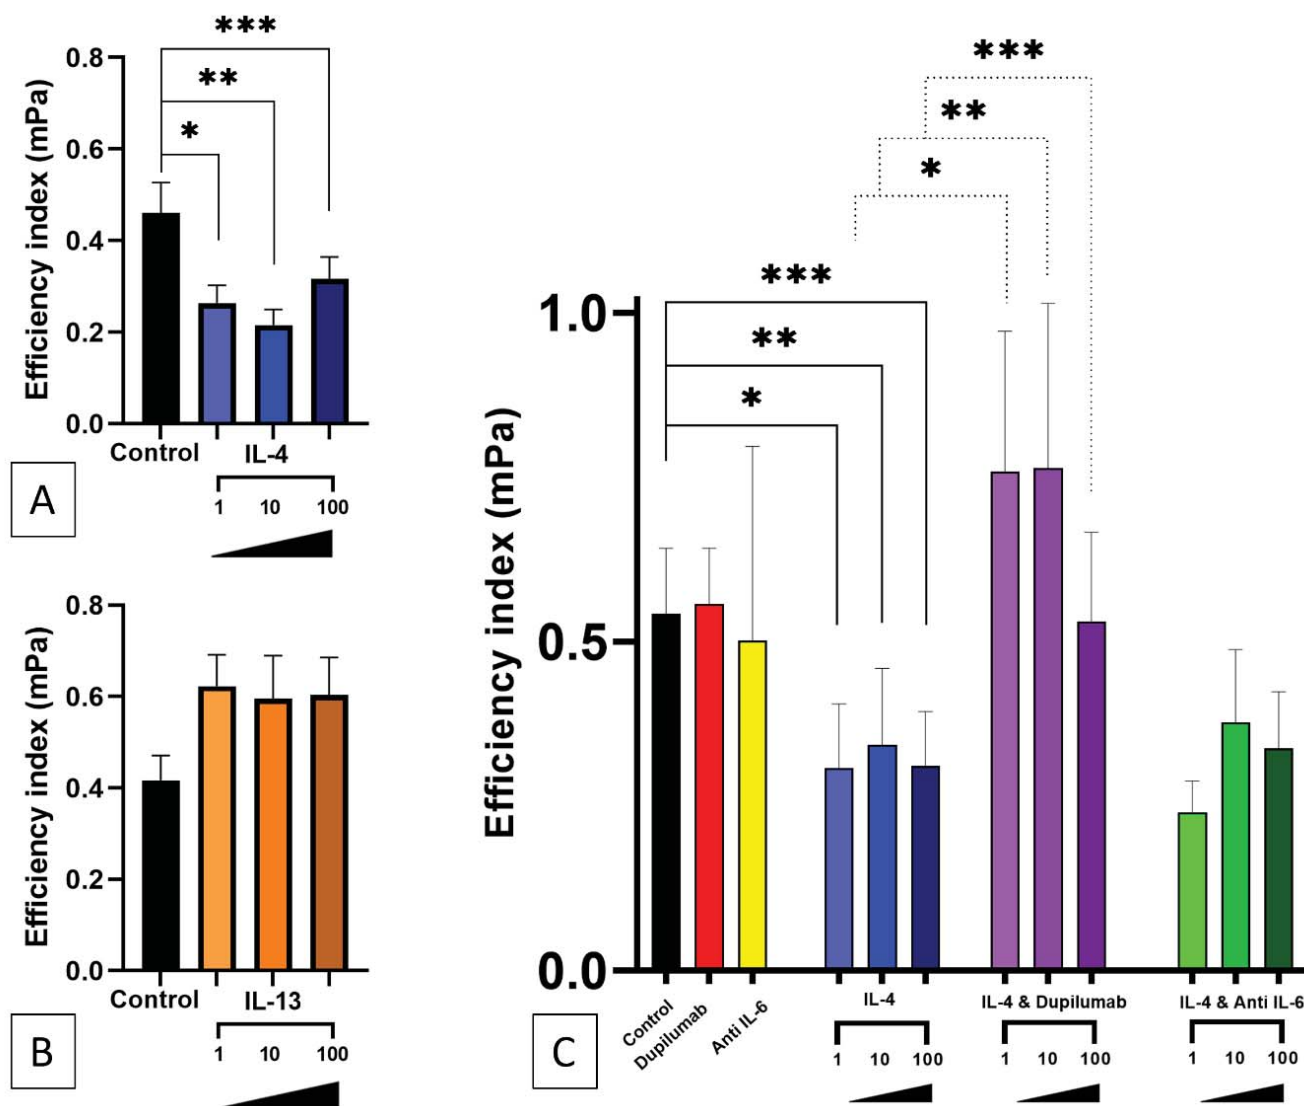 ***
**
*
0.8
0.6
0.4
0.2
0.0
Efficiency index (mPa)
Control IL-4
1 10 100
A
0.8
0.6
0.4
0.2
0.0
Efficiency index (mPa)
Control IL-13
1 10 100
B
***
**
*
***
**
*
1.0
0.5
0.0
Efficiency index (mPa)
Control
Dupilumab
Anti IL-6
IL-4
1 10 100
IL-4 & Dupilumab
1 10 100
IL-4 & Anti IL-6
1 10 100
C